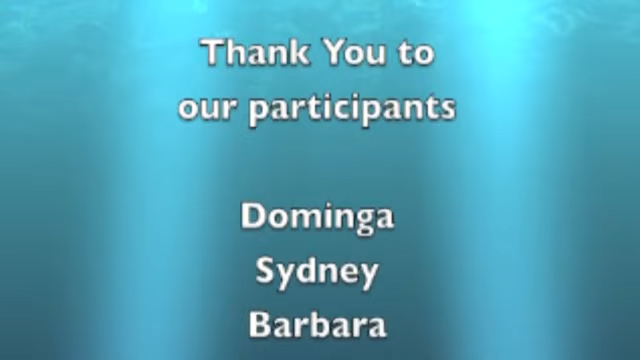 Thank You to
our participants
Dominga
Sydney
Barbara